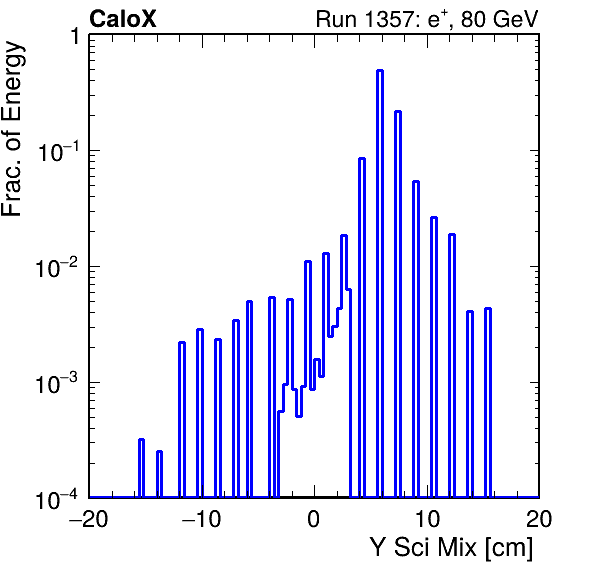 CaloX Run 1357: e⁺, 80 GeV
Frac. of Energy
1
10⁻¹
10⁻²
10⁻³
10⁻⁴
−20 −10 0 10 20
Y Sci Mix [cm]